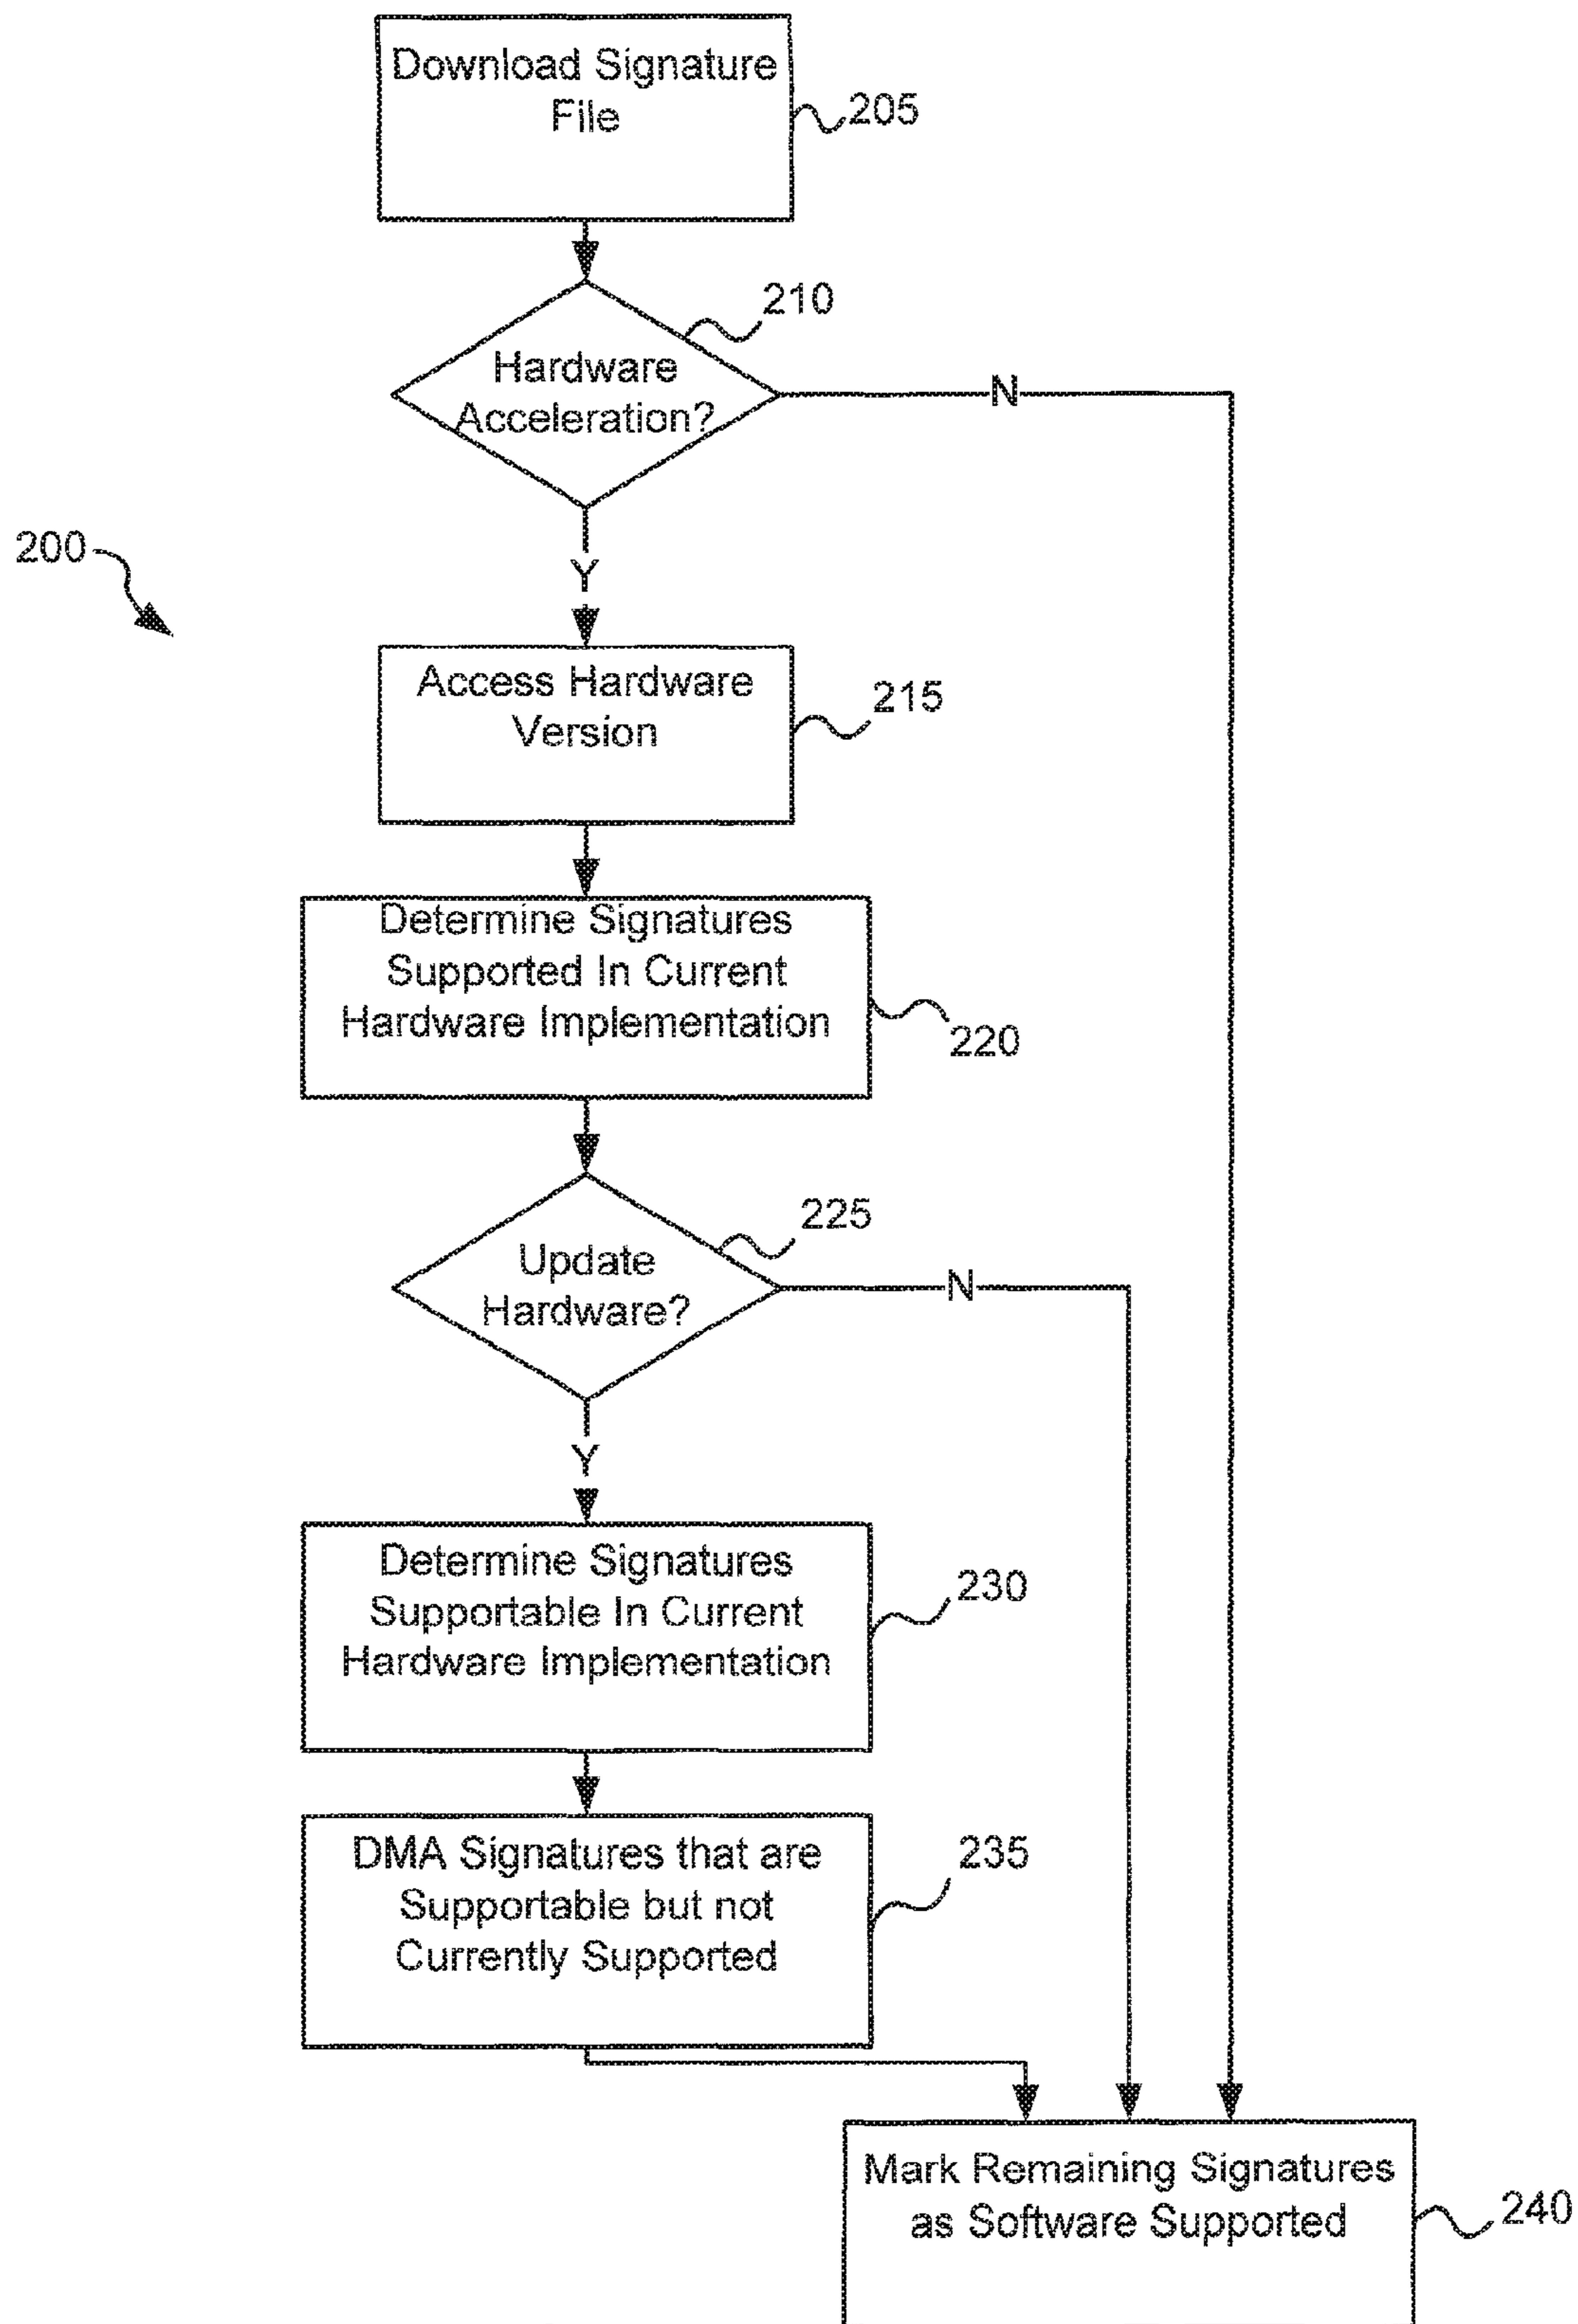 Download Signature
File
205
210
Hardware
Acceleration?
N
200
Y
Access Hardware
Version
215
Determine Signatures
Supported In Current
Hardware Implementation
220
225
Update
Hardware?
N
Y
Determine Signatures
Supportable In Current
Hardware Implementation
230
DMA Signatures that are
Supportable but not
Currently Supported
235
Mark Remaining Signatures
as Software Supported
240